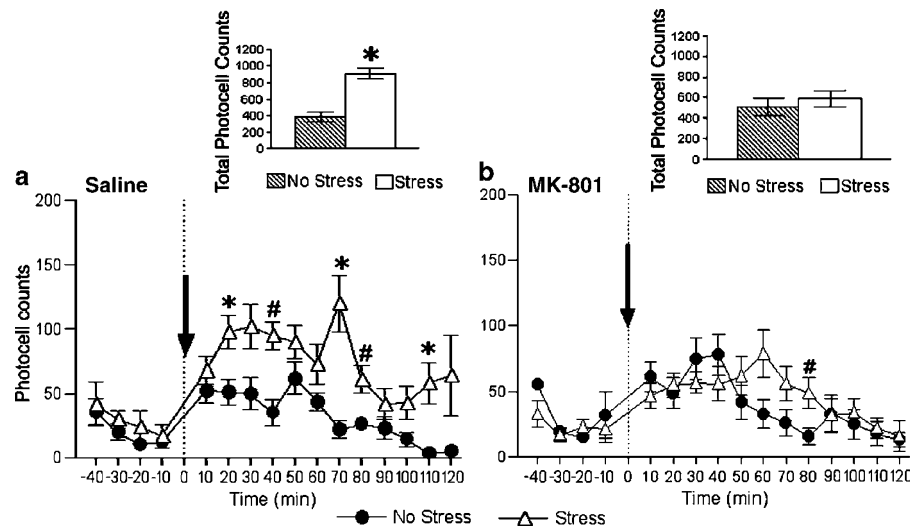 Total Photocell Counts
1200
1000
800
600
400
200
0
*
No Stress
Stress
Total Photocell Counts
1200
1000
800
600
400
200
0
No Stress
Stress
a
Saline
Photocell counts
200
150
100
50
0
* # * # *
-40 -30 -20 -10 0 10 20 30 40 50 60 70 80 90 100 110 120
Time (min)
b
MK-801
200
150
100
50
0
#
-40 -30 -20 -10 0 10 20 30 40 50 60 70 80 90 100 110 120
Time (min)
No Stress
Stress